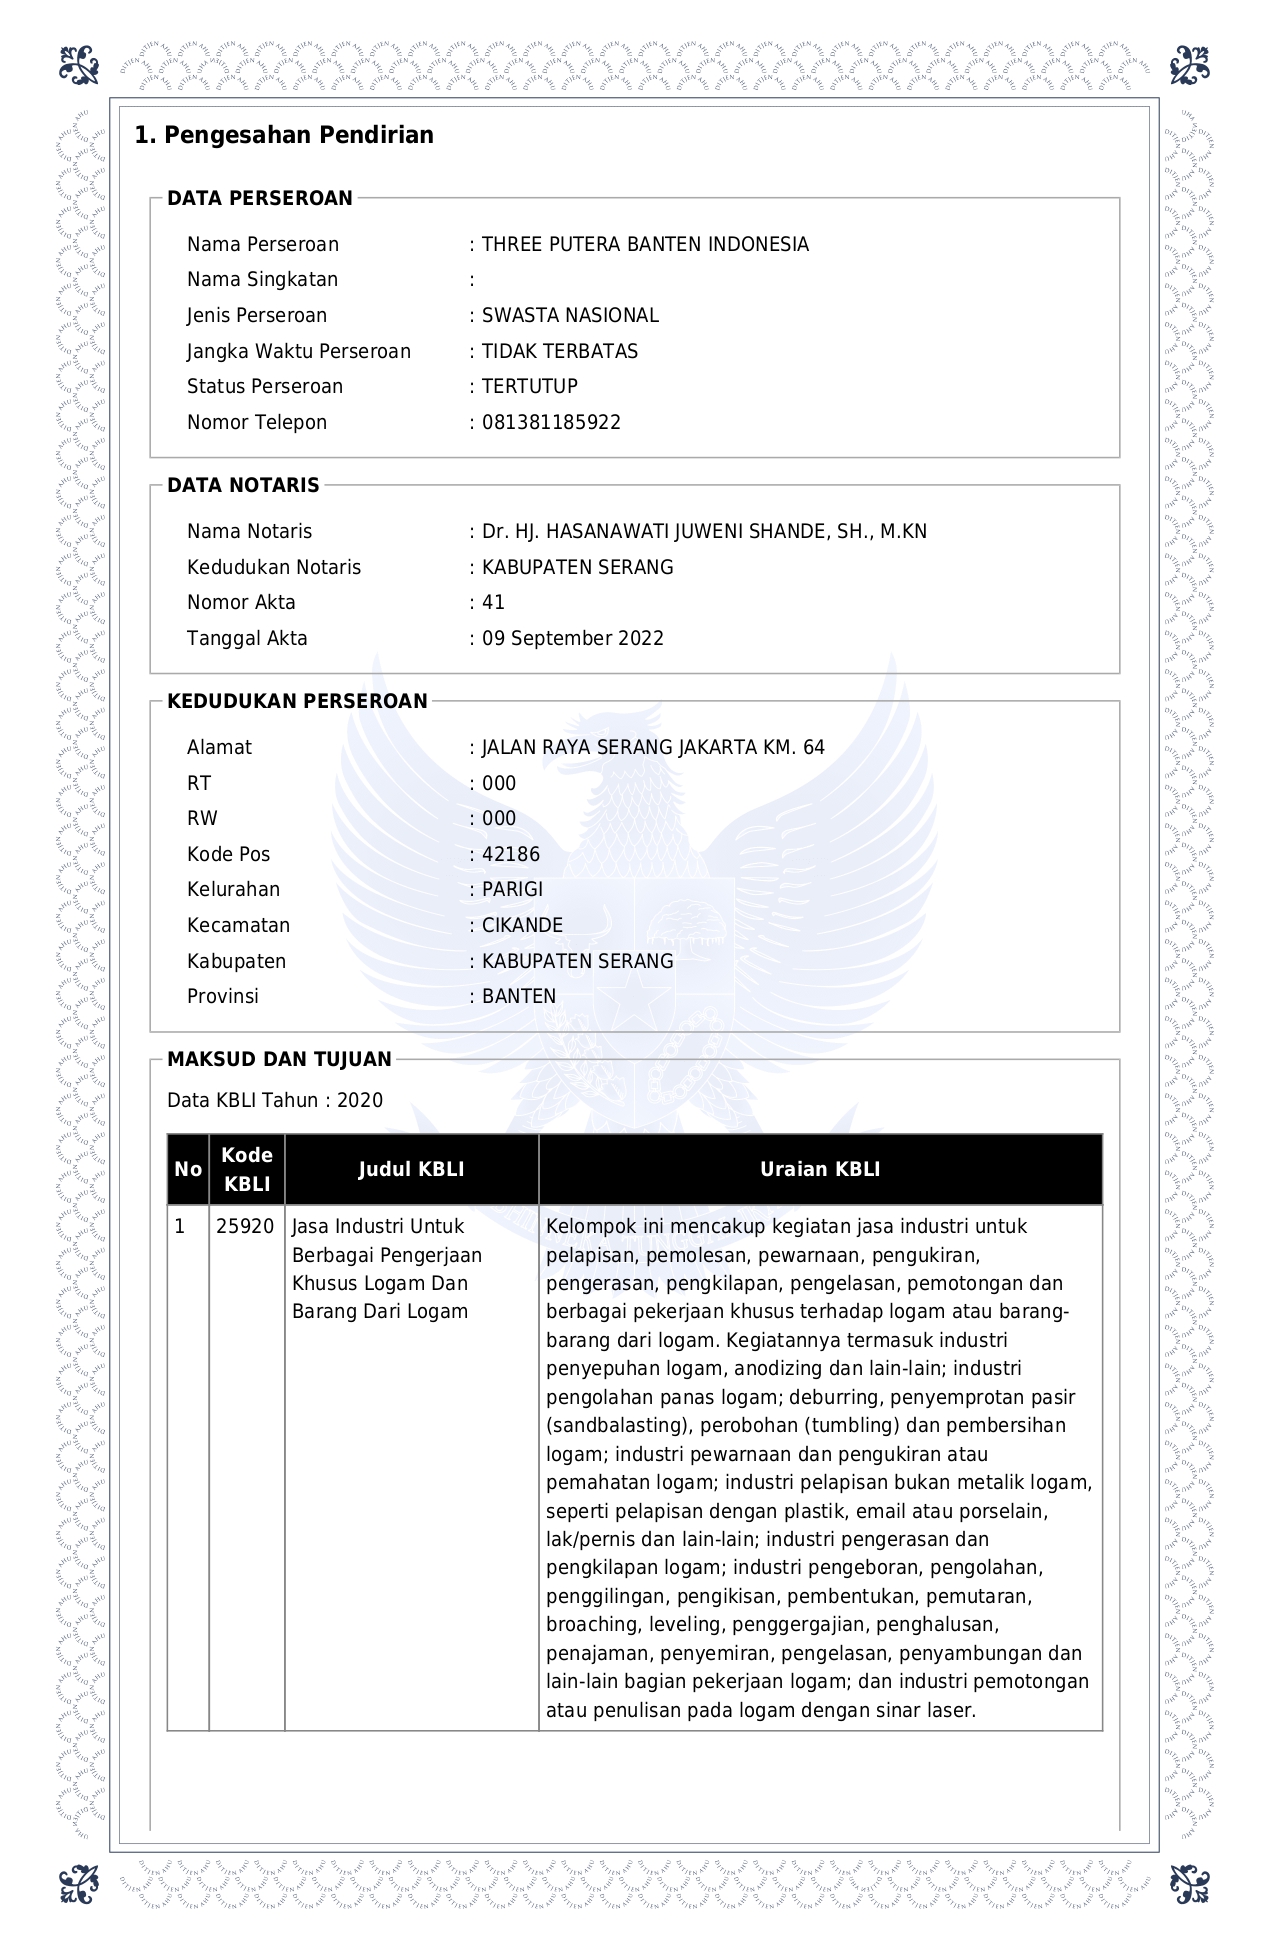 1. Pengesahan Pendirian
DATA PERSEROAN
Nama Perseroan : THREE PUTERA BANTEN INDONESIA
Nama Singkatan :
Jenis Perseroan : SWASTA NASIONAL
Jangka Waktu Perseroan : TIDAK TERBATAS
Status Perseroan : TERTUTUP
Nomor Telepon : 081381185922
DATA NOTARIS
Nama Notaris : Dr. HJ. HASANAWATI JUWENI SHANDE, SH., M.KN
Kedudukan Notaris : KABUPATEN SERANG
Nomor Akta : 41
Tanggal Akta : 09 September 2022
KEDUDUKAN PERSEROAN
Alamat : JALAN RAYA SERANG JAKARTA KM. 64
RT : 000
RW : 000
Kode Pos : 42186
Kelurahan : PARIGI
Kecamatan : CIKANDE
Kabupaten : KABUPATEN SERANG
Provinsi : BANTEN
MAKSUD DAN TUJUAN
Data KBLI Tahun : 2020
No Kode KBLI Judul KBLI Uraian KBLI
1 25920 Jasa Industri Untuk
Berbagai Pengerjaan
Khusus Logam Dan
Barang Dari Logam
Kelompok ini mencakup kegiatan jasa industri untuk
pelapisan, pemolesan, pewarnaan, pengukiran,
pengerasan, pengkilapan, pengelasan, pemotongan dan
berbagai pekerjaan khusus terhadap logam atau barang-
barang dari logam. Kegiatannya termasuk industri
penyepuhan logam, anodizing dan lain-lain; industri
pengolahan panas logam; deburring, penyemprotan pasir
(sandbalasting), perobohan (tumbling) dan pembersihan
logam; industri pewarnaan dan pengukiran atau
pemahatan logam; industri pelapisan bukan metalik logam,
seperti pelapisan dengan plastik, email atau porselain,
lak/pernis dan lain-lain; industri pengerasan dan
pengkilapan logam; industri pengeboran, pengolahan,
penggilingan, pengikisan, pembentukan, pemutaran,
broaching, leveling, penggergajian, penghalusan,
penajaman, penyemiran, pengelasan, penyambungan dan
lain-lain bagian pekerjaan logam; dan industri pemotongan
atau penulisan pada logam dengan sinar laser.